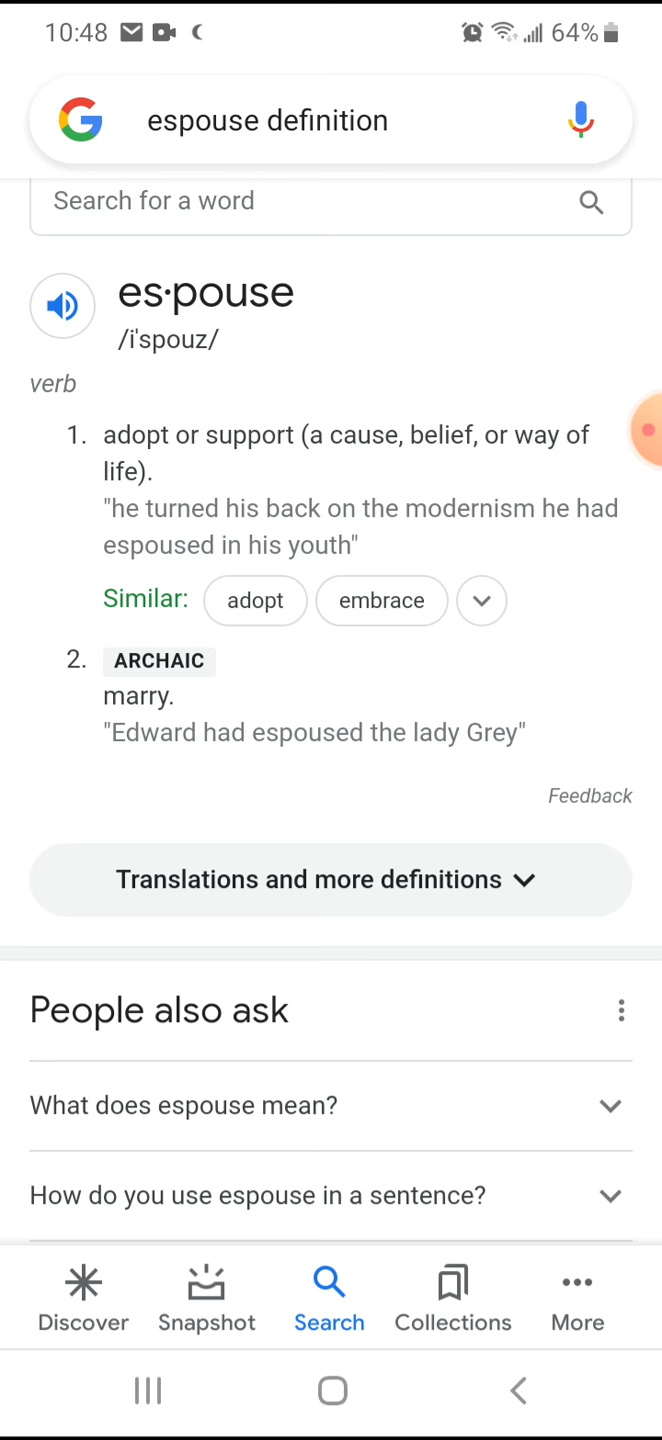 10:48 64%
espouse definition
Search for a word
es·pouse
/iˈspouz/
verb
1. adopt or support (a cause, belief, or way of
life).
"he turned his back on the modernism he had
espoused in his youth"
Similar: adopt embrace
2. ARCHAIC
marry.
"Edward had espoused the lady Grey"
Feedback
Translations and more definitions
People also ask
What does espouse mean?
How do you use espouse in a sentence?
Discover Snapshot Search Collections More